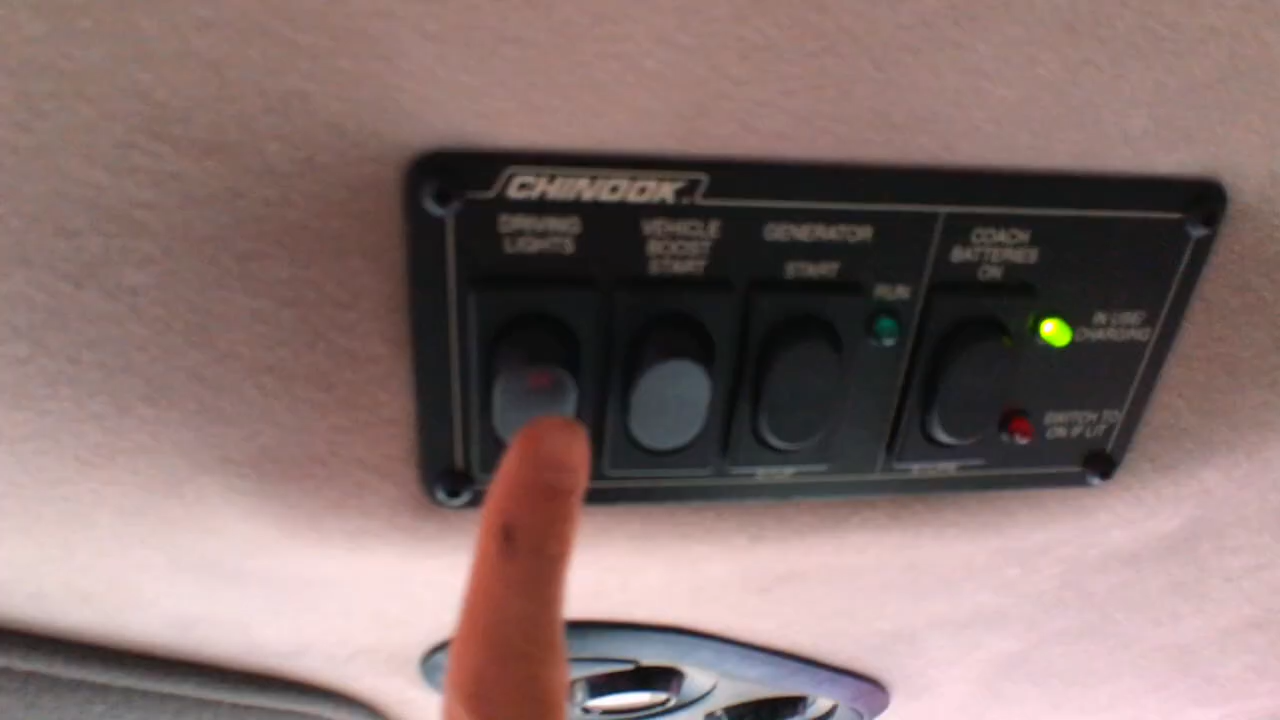 CHINOOK
DRIVING
LIGHTS
VEHICLE
BOOST
START
GENERATOR
START
RUN
COACH
BATTERIES
ON
IN USE/
CHARGING
SWITCH TO
ON IF LIT